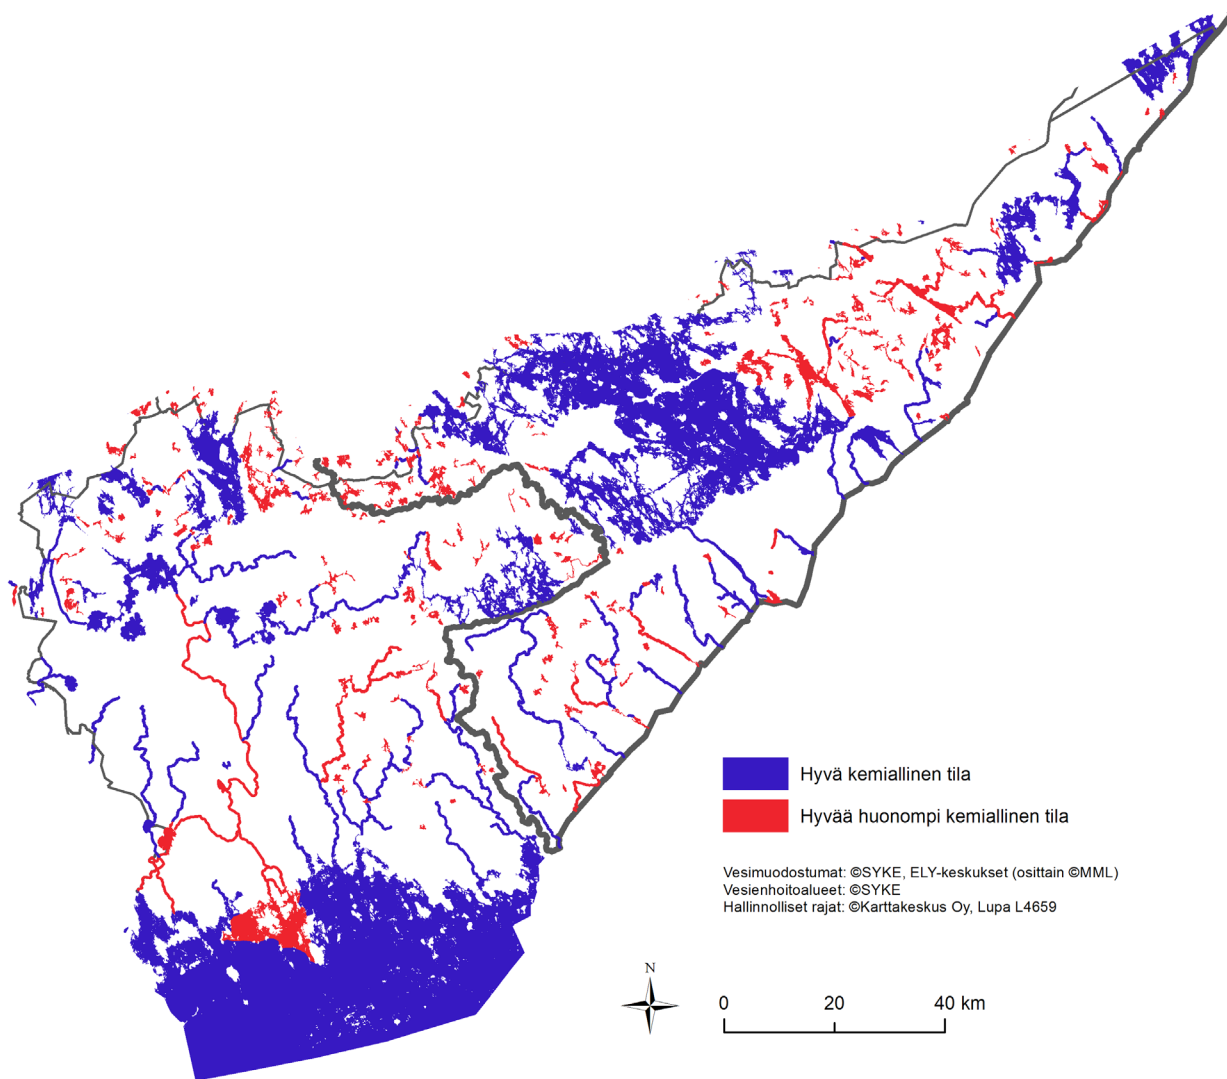 Hyvä kemiallinen tila
Hyvää huonompi kemiallinen tila
Vesimuodostumat: ©SYKE, ELY-keskukset (osittain ©MML)
Vesienhoitoalueet: ©SYKE
Hallinnolliset rajat: ©Karttakeskus Oy, Lupa L4659
N
0 20 40 km